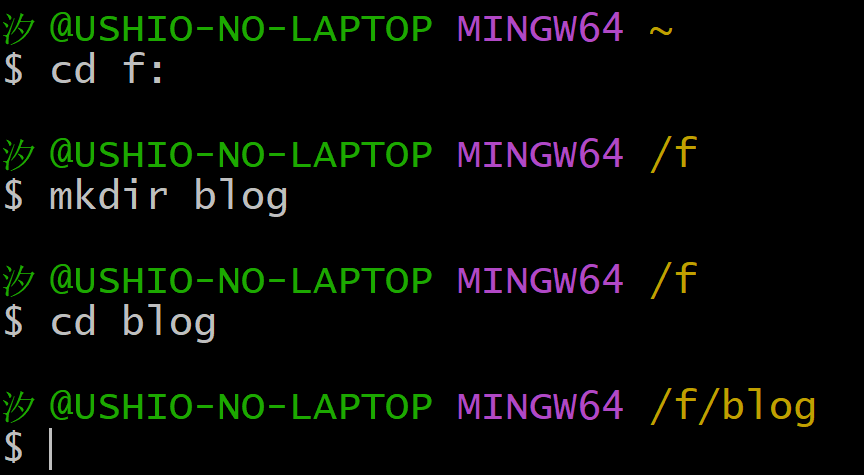 汐@USHIO-NO-LAPTOP MINGW64 ~
$ cd f:
汐@USHIO-NO-LAPTOP MINGW64 /f
$ mkdir blog
汐@USHIO-NO-LAPTOP MINGW64 /f
$ cd blog
汐@USHIO-NO-LAPTOP MINGW64 /f/blog
$